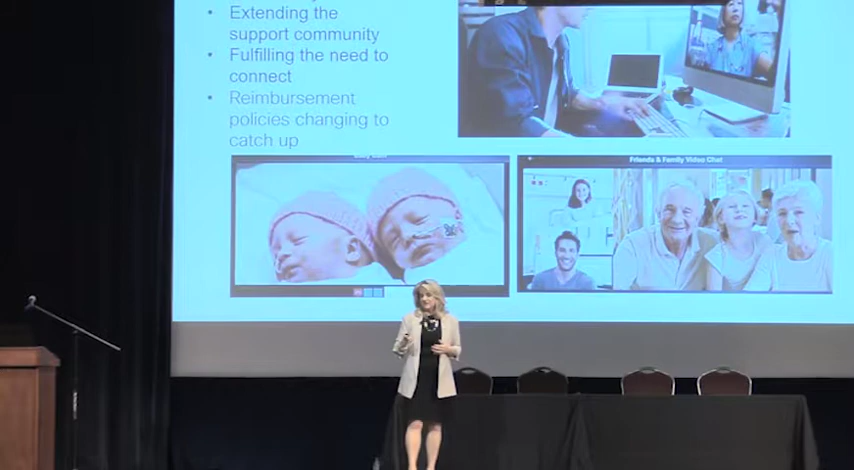 • Extending the
support community
• Fulfilling the need to
connect
• Reimbursement
policies changing to
catch up
Friends & Family Video Chat